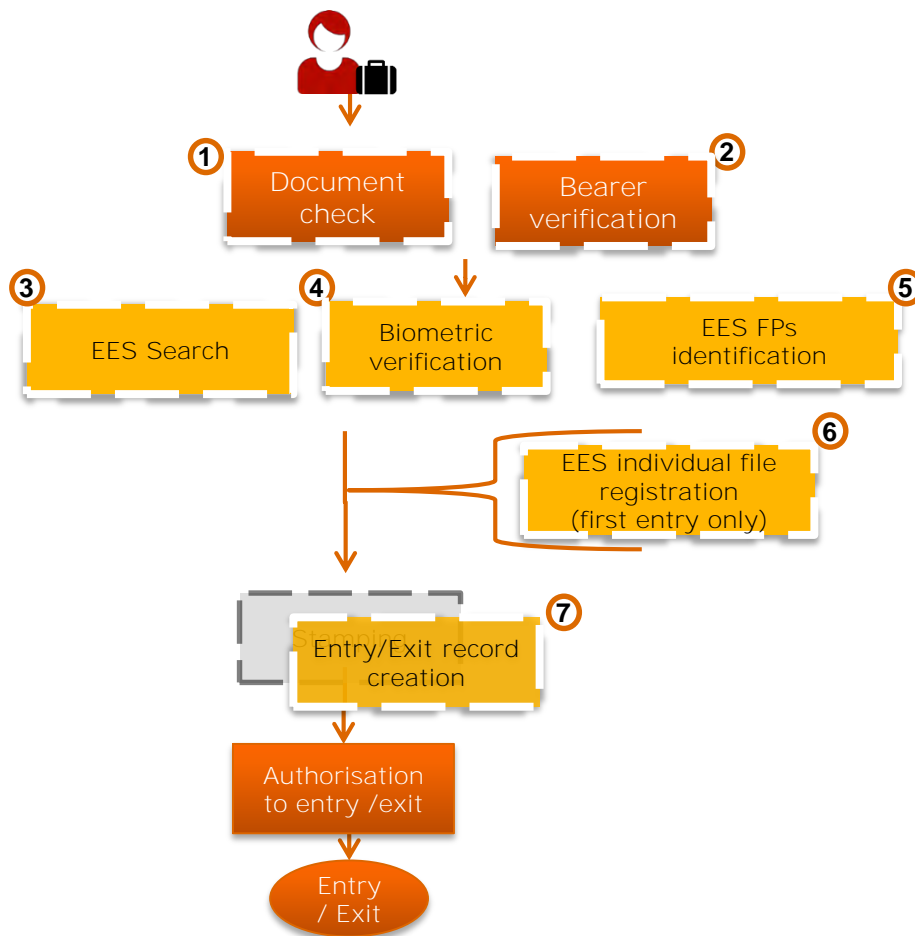 1
Document
check
2
Bearer
verification
3
EES Search
4
Biometric
verification
5
EES FPs
identification
6
EES individual file
registration
(first entry only)
Stamping
7
Entry/Exit record
creation
Authorisation
to entry /exit
Entry
/ Exit